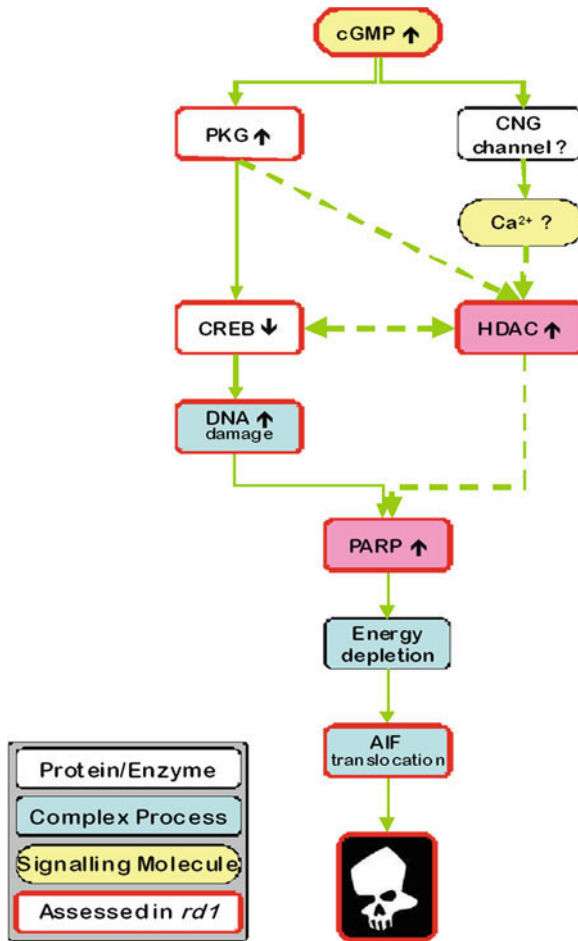 cGMP ↑
PKG ↑
CNG
channel ?
Ca²⁺ ?
CREB ↓
HDAC ↑
DNA ↑
damage
PARP ↑
Energy
depletion
AIF
translocation
Protein/Enzyme
Complex Process
Signalling Molecule
Assessed in rd1